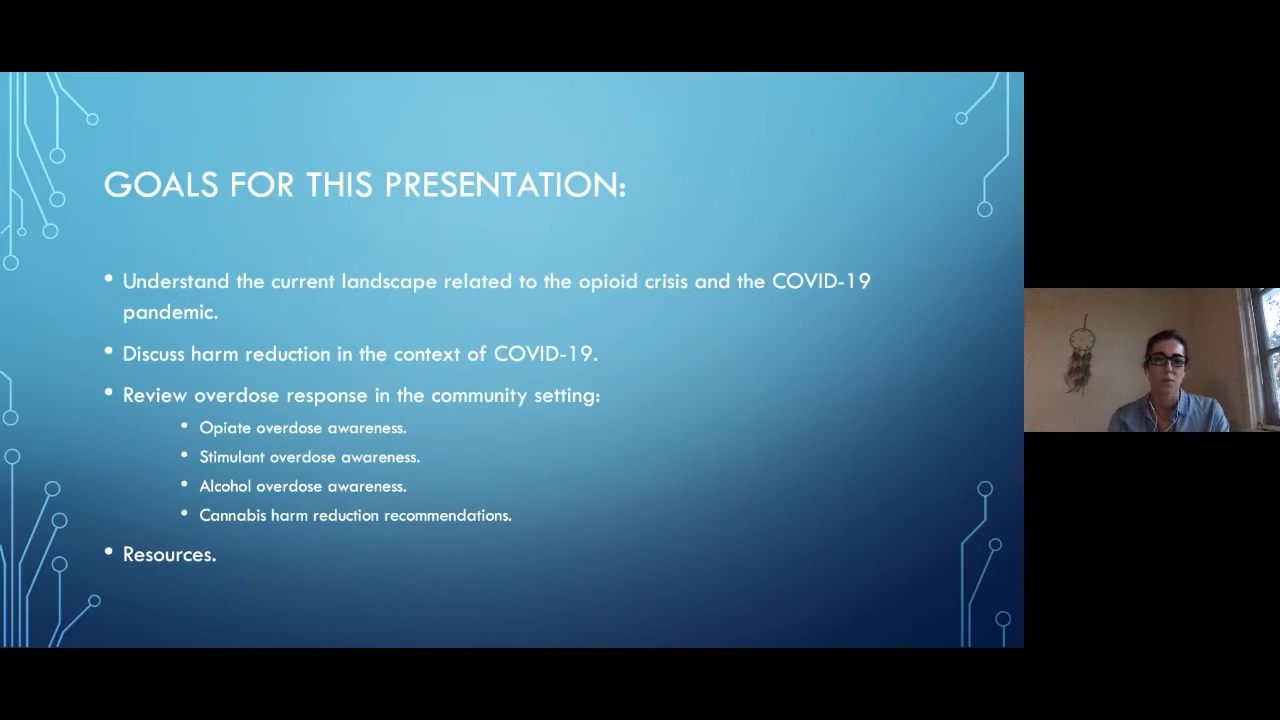 GOALS FOR THIS PRESENTATION:
• Understand the current landscape related to the opioid crisis and the COVID-19
pandemic.
• Discuss harm reduction in the context of COVID-19.
• Review overdose response in the community setting:
• Opiate overdose awareness.
• Stimulant overdose awareness.
• Alcohol overdose awareness.
• Cannabis harm reduction recommendations.
• Resources.